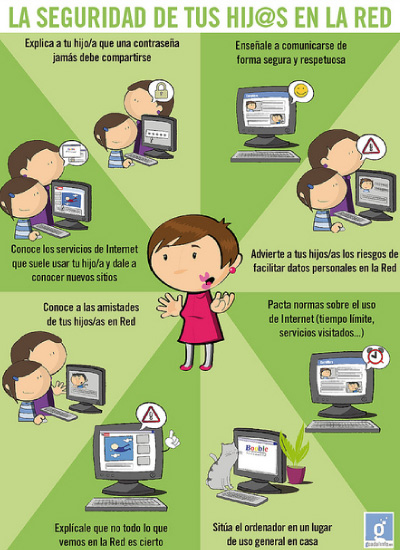 LA SEGURIDAD DE TUS HIJ@S EN LA RED
Explica a tu hijo/a que una contraseña
jamás debe compartirse
Enseñale a comunicarse de
forma segura y respetuosa
Conoce los servicios de Internet
que suele usar tu hijo/a y dale a
conocer nuevos sitios
Advierte a tus hijos/as los riesgos de
facilitar datos personales en la Red
Conoce a las amistades
de tus hijos/as en Red
Pacta normas sobre el uso
de Internet (tiempo límite,
servicios visitados...)
Booble
Explícale que no todo lo que
vemos en la Red es cierto
Sitúa el ordenador en un lugar
de uso general en casa
g